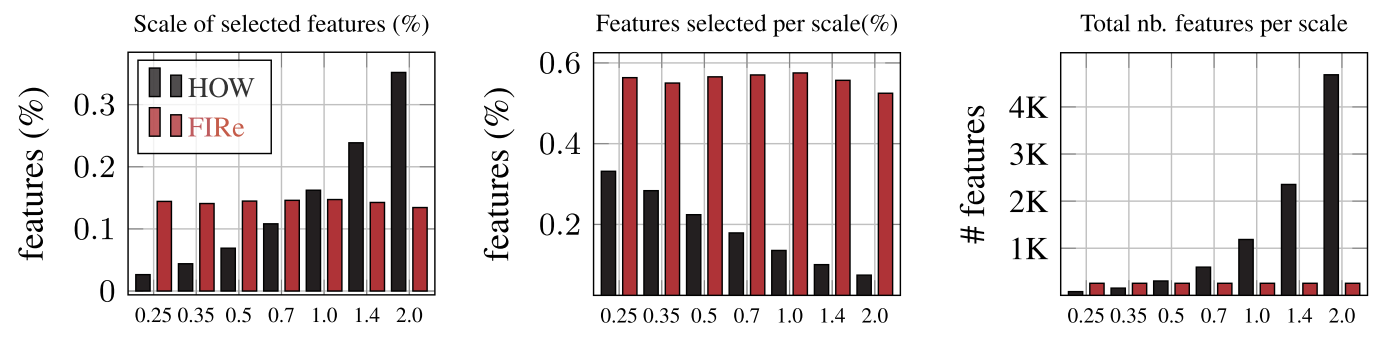 Scale of selected features (%)
features (%)
0.3
0.2
0.1
0
HOW
FIRe
0.25 0.35 0.5 0.7 1.0 1.4 2.0
Features selected per scale(%)
features (%)
0.6
0.4
0.2
0.25 0.35 0.5 0.7 1.0 1.4 2.0
Total nb. features per scale
# features
4K
3K
2K
1K
0.25 0.35 0.5 0.7 1.0 1.4 2.0